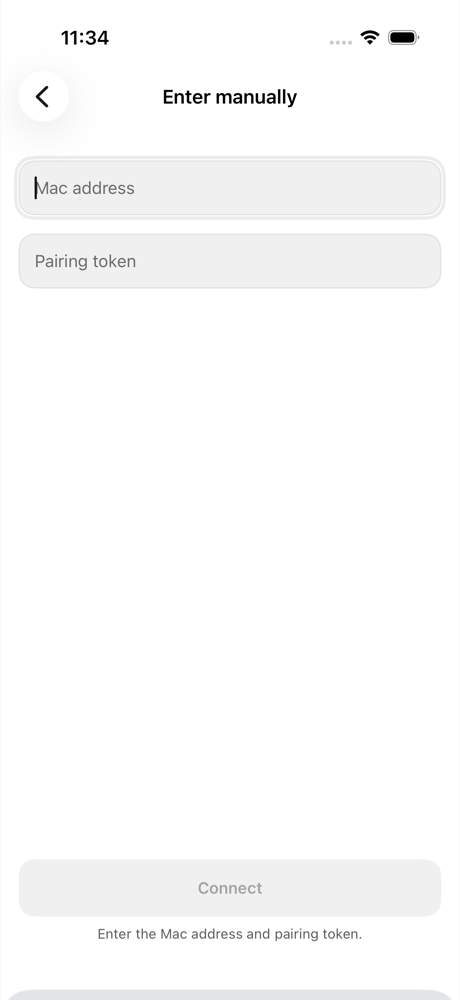 11:34
Enter manually
Mac address
Pairing token
Connect
Enter the Mac address and pairing token.